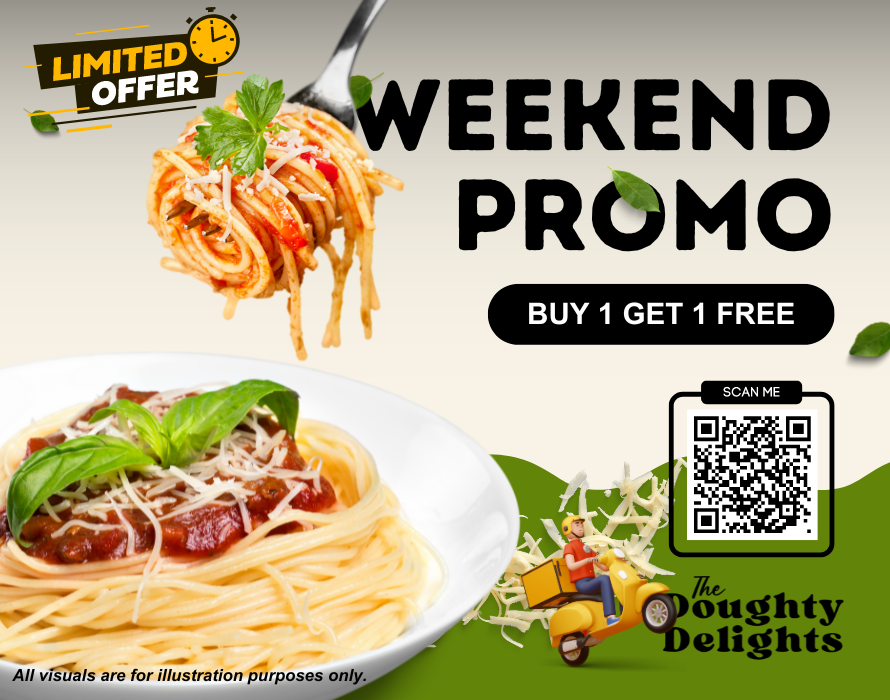 LIMITED
OFFER
WEEKEND
PROMO
BUY 1 GET 1 FREE
SCAN ME
The
Doughty
Delights
All visuals are for illustration purposes only.